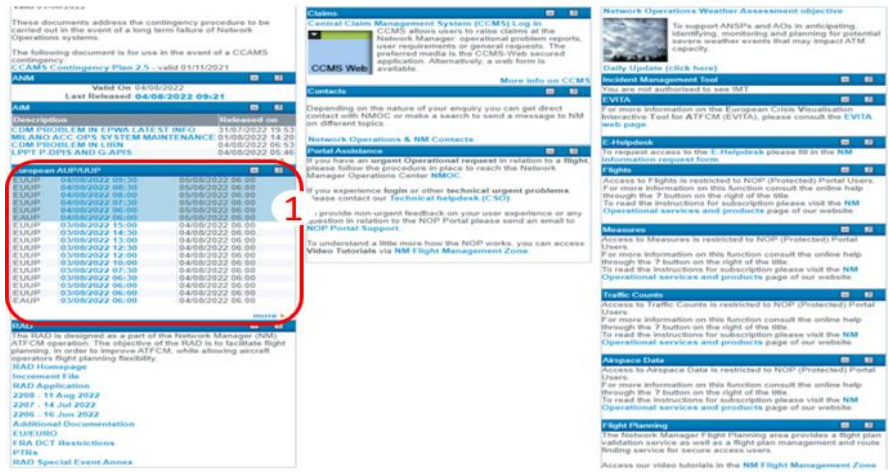 Valid 01/09/2022
These documents address the contingency procedure to be
carried out in the event of a long term failure of Network
Operations systems.
The following document is for use in the event of a CCAMS
contingency:
CCAMS Contingency Plan 2.5 - valid 01/11/2021
ANM
Valid On 04/08/2022
Last Released 04/08/2022 09:21
AIM
Description Released on
CDM PROBLEM IN EPWA LATEST INFO 31/07/2022 19:53
MILANO ACC OPS SYSTEM MAINTENANCE 01/08/2022 14:20
CDM PROBLEM IN LIRN 04/08/2022 06:53
LPPT P-DPIS AND G-APIS 04/08/2022 05:46
European AUP/UUP
EUUP 04/08/2022 09:30 05/08/2022 06:00
EUUP 04/08/2022 08:30 05/08/2022 06:00
EUUP 04/08/2022 08:00 05/08/2022 06:00
EUUP 04/08/2022 07:30 05/08/2022 06:00
EUUP 04/08/2022 06:00 05/08/2022 06:00
EAUP 04/08/2022 06:00 05/08/2022 06:00
EUUP 03/08/2022 15:00 04/08/2022 06:00
EUUP 03/08/2022 14:30 04/08/2022 06:00
EUUP 03/08/2022 13:00 04/08/2022 06:00
EUUP 03/08/2022 12:30 04/08/2022 06:00
EUUP 03/08/2022 12:00 04/08/2022 06:00
EUUP 03/08/2022 10:00 04/08/2022 06:00
EUUP 03/08/2022 07:30 04/08/2022 06:00
EUUP 03/08/2022 06:30 04/08/2022 06:00
EUUP 03/08/2022 06:00 04/08/2022 06:00
EUUP 03/08/2022 06:00 04/08/2022 06:00
EAUP 03/08/2022 06:00 04/08/2022 06:00
more
1
RAD
The RAD is designed as a part of the Network Manager (NM)
ATFCM operation. The objective of the RAD is to facilitate flight
planning, in order to improve ATFCM, while allowing aircraft
operators flight planning flexibility.
RAD Homepage
Increment File
RAD Application
2208 - 11 Aug 2022
2207 - 14 Jul 2022
2206 - 16 Jun 2022
Additional Documentation
EU/EURO
FRA DCT Restrictions
PTRs
RAD Special Event Annex
Claims
Central Claim Management System (CCMS) Log in
CCMS allows users to raise claims at the
Network Manager: operational problem reports,
user requirements or general requests. The
preferred media is the CCMS-Web secured
application. Alternatively, a web form is
available.
CCMS Web
More info on CCMS
Contacts
Depending on the nature of your enquiry you can get direct
contact with NMOC or make a search to send a message to NM
on different topics.
Network Operations & NM Contacts
Portal Assistance
If you have an urgent Operational request in relation to a flight,
please follow the procedure in place to reach the Network
Manager Operations Center NMOC.
If you experience login or other technical urgent problems
Please contact our Technical helpdesk (CSO).
provide non-urgent feedback on your user experience or any
question in relation to the NOP Portal please send an email to
NOP Portal Support.
To understand a little more how the NOP works, you can access
Video Tutorials via NM Flight Management Zone.
Network Operations Weather Assessment objective
To support ANSPs and AOs in anticipating,
identifying, monitoring and planning for potential
severe weather events that may impact ATM
capacity.
Daily Update (click here)
Incident Management Tool
You are not authorised to see IMT
EVITA
For more information on the European Crisis Visualisation
Interactive Tool for ATFCM (EVITA), please consult the EVITA
web page.
E-Helpdesk
To request access to the E-Helpdesk please fill in the NM
information request form.
Flights
Access to Flights is restricted to NOP (Protected) Portal Users.
For more information on this function consult the online help
through the ? button on the right of the title.
To read the instructions for subscription please visit the NM
Operational services and products page of our website.
Measures
Access to Measures is restricted to NOP (Protected) Portal
Users.
For more information on this function consult the online help
through the ? button on the right of the title.
To read the instructions for subscription please visit the NM
Operational services and products page of our website.
Traffic Counts
Access to Traffic Counts is restricted to NOP (Protected) Portal
Users.
For more information on this function consult the online help
through the ? button on the right of the title.
To read the instructions for subscription please visit the NM
Operational services and products page of our website.
Airspace Data
Access to Airspace Data is restricted to NOP (Protected) Portal
Users.
For more information on this function consult the online help
through the ? button on the right of the title.
To read the instructions for subscription please visit the NM
Operational services and products page of our website.
Flight Planning
The Network Manager Flight Planning area provides a flight plan
validation service as well as a flight-plan management and route
finding service for secure access users.
Access our video tutorials in the NM Flight Management Zone